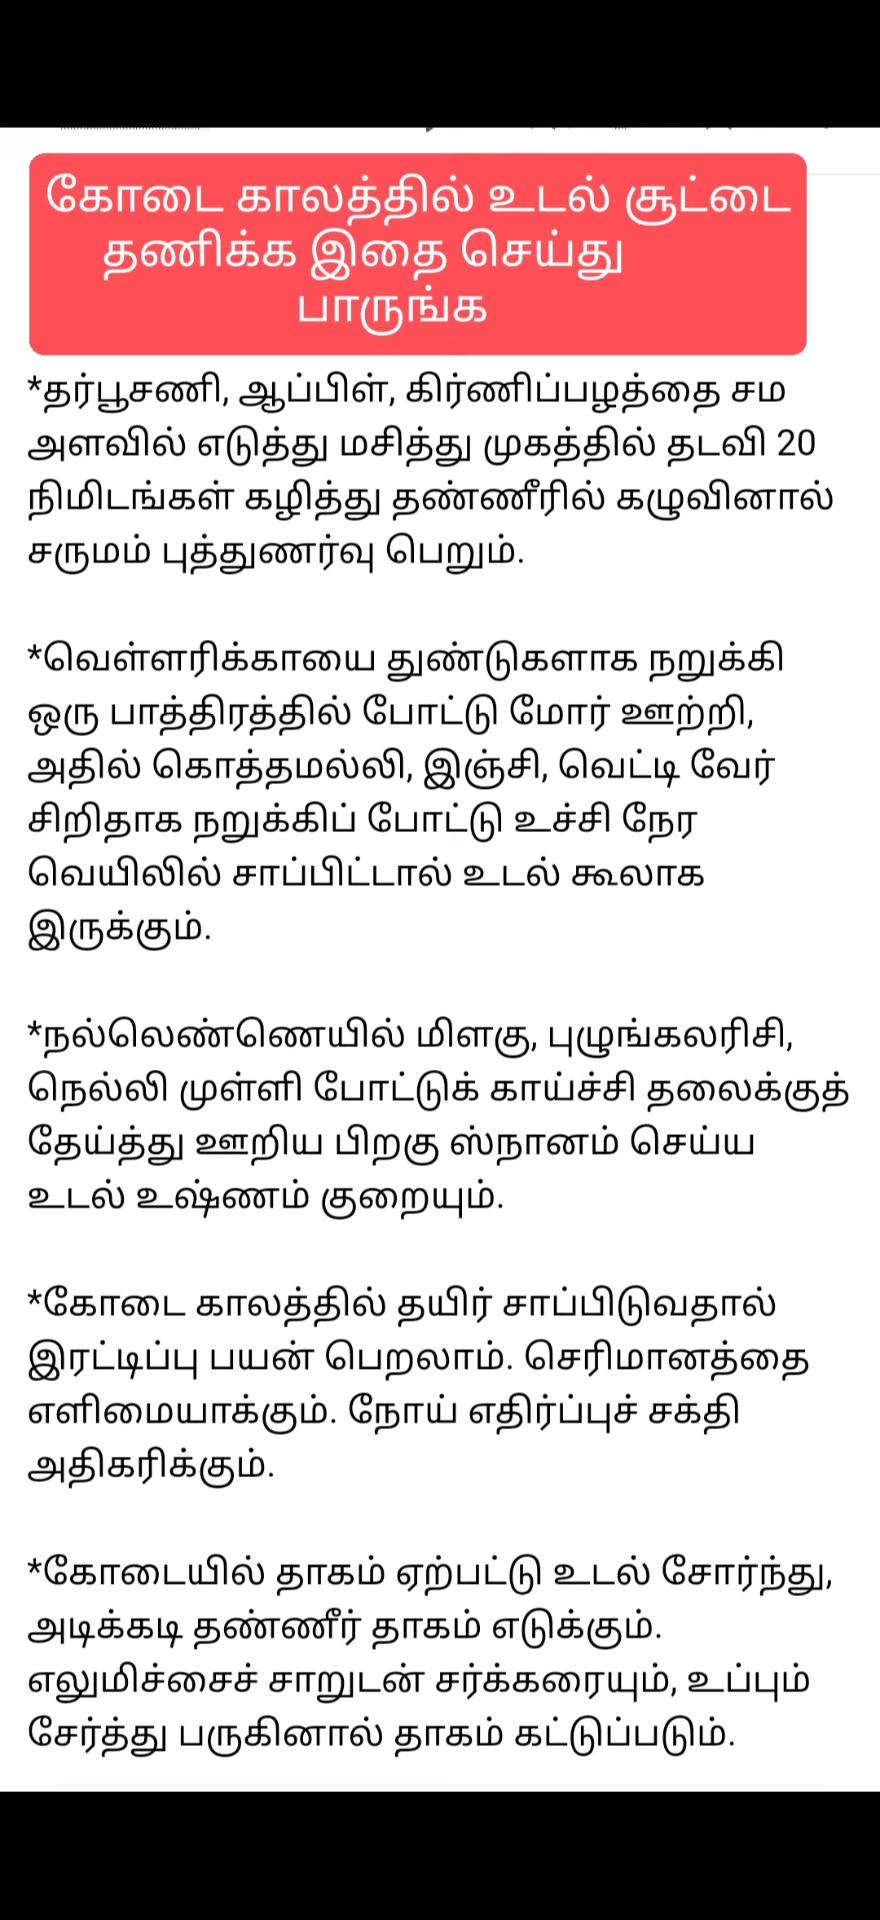 கோடை காலத்தில் உடல் சூட்டை
தணிக்க இதை செய்து
பாருங்க
*தர்பூசணி, ஆப்பிள், கிர்ணிப்பழத்தை சம
அளவில் எடுத்து மசித்து முகத்தில் தடவி 20
நிமிடங்கள் கழித்து தண்ணீரில் கழுவினால்
சருமம் புத்துணர்வு பெறும்.
*வெள்ளரிக்காயை துண்டுகளாக நறுக்கி
ஒரு பாத்திரத்தில் போட்டு மோர் ஊற்றி,
அதில் கொத்தமல்லி, இஞ்சி, வெட்டி வேர்
சிறிதாக நறுக்கிப் போட்டு உச்சி நேர
வெயிலில் சாப்பிட்டால் உடல் கூலாக
இருக்கும்.
*நல்லெண்ணெயில் மிளகு, புழுங்கலரிசி,
நெல்லி முள்ளி போட்டுக் காய்ச்சி தலைக்குத்
தேய்த்து ஊறிய பிறகு ஸ்நானம் செய்ய
உடல் உஷ்ணம் குறையும்.
*கோடை காலத்தில் தயிர் சாப்பிடுவதால்
இரட்டிப்பு பயன் பெறலாம். செரிமானத்தை
எளிமையாக்கும். நோய் எதிர்ப்புச் சக்தி
அதிகரிக்கும்.
*கோடையில் தாகம் ஏற்பட்டு உடல் சோர்ந்து,
அடிக்கடி தண்ணீர் தாகம் எடுக்கும்.
எலுமிச்சைச் சாறுடன் சர்க்கரையும், உப்பும்
சேர்த்து பருகினால் தாகம் கட்டுப்படும்.